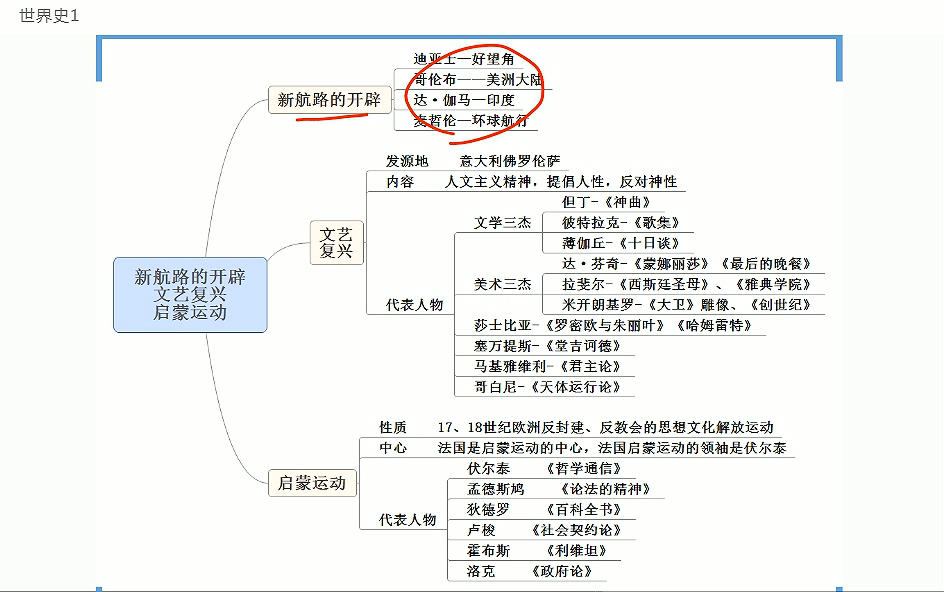 世界史1
新航路的开辟
迪亚士—好望角
哥伦布——美洲大陆
达·伽马—印度
麦哲伦—环球航行
新航路的开辟
文艺复兴
启蒙运动
文艺
复兴
发源地 意大利佛罗伦萨
内容 人文主义精神，提倡人性，反对神性
代表人物
文学三杰
但丁-《神曲》
彼特拉克-《歌集》
薄伽丘-《十日谈》
美术三杰
达·芬奇-《蒙娜丽莎》《最后的晚餐》
拉斐尔-《西斯廷圣母》、《雅典学院》
米开朗基罗-《大卫》雕像、《创世纪》
莎士比亚-《罗密欧与朱丽叶》《哈姆雷特》
塞万提斯-《堂吉诃德》
马基雅维利-《君主论》
哥白尼-《天体运行论》
启蒙运动
性质 17、18世纪欧洲反封建、反教会的思想文化解放运动
中心 法国是启蒙运动的中心，法国启蒙运动的领袖是伏尔泰
代表人物
伏尔泰 《哲学通信》
孟德斯鸠 《论法的精神》
狄德罗 《百科全书》
卢梭 《社会契约论》
霍布斯 《利维坦》
洛克 《政府论》